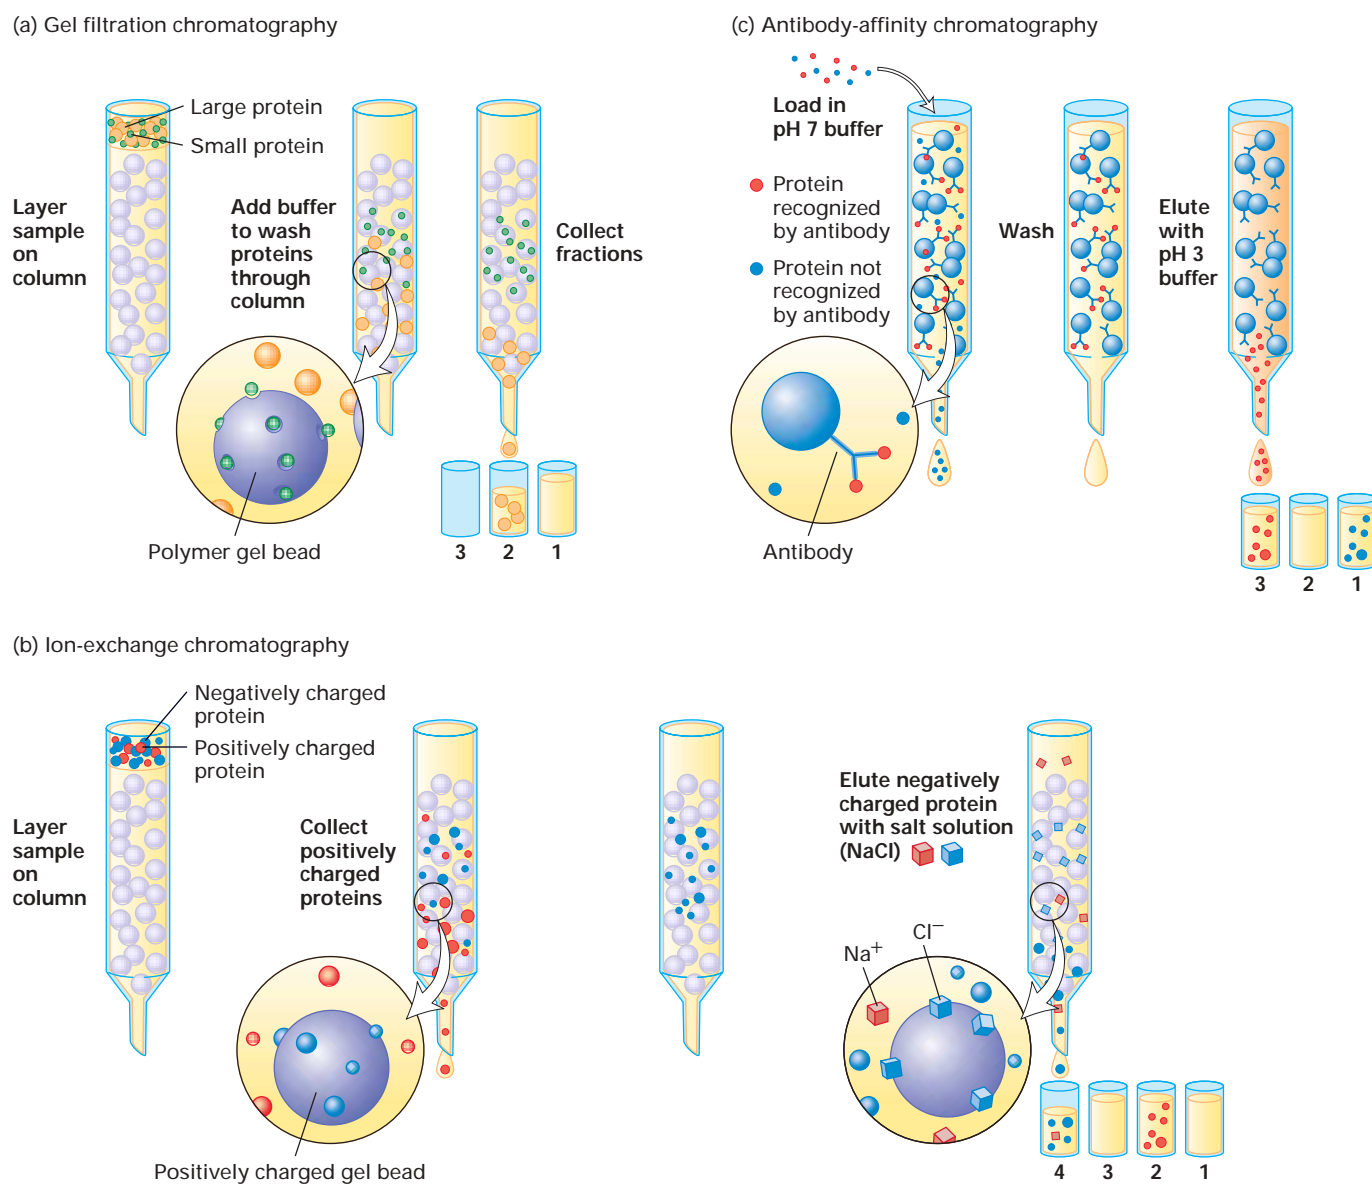 (a) Gel filtration chromatography
Large protein
Small protein
Layer
sample
on
column
Add buffer
to wash
proteins
through
column
Collect
fractions
Polymer gel bead
3
2
1
(c) Antibody-affinity chromatography
Load in
pH 7 buffer
Protein
recognized
by antibody
Protein not
recognized
by antibody
Wash
Elute
with
pH 3
buffer
Antibody
3
2
1
(b) Ion-exchange chromatography
Negatively charged
protein
Positively charged
protein
Layer
sample
on
column
Collect
positively
charged
proteins
Positively charged gel bead
Elute negatively
charged protein
with salt solution
(NaCl)
Na⁺
Cl⁻
4
3
2
1